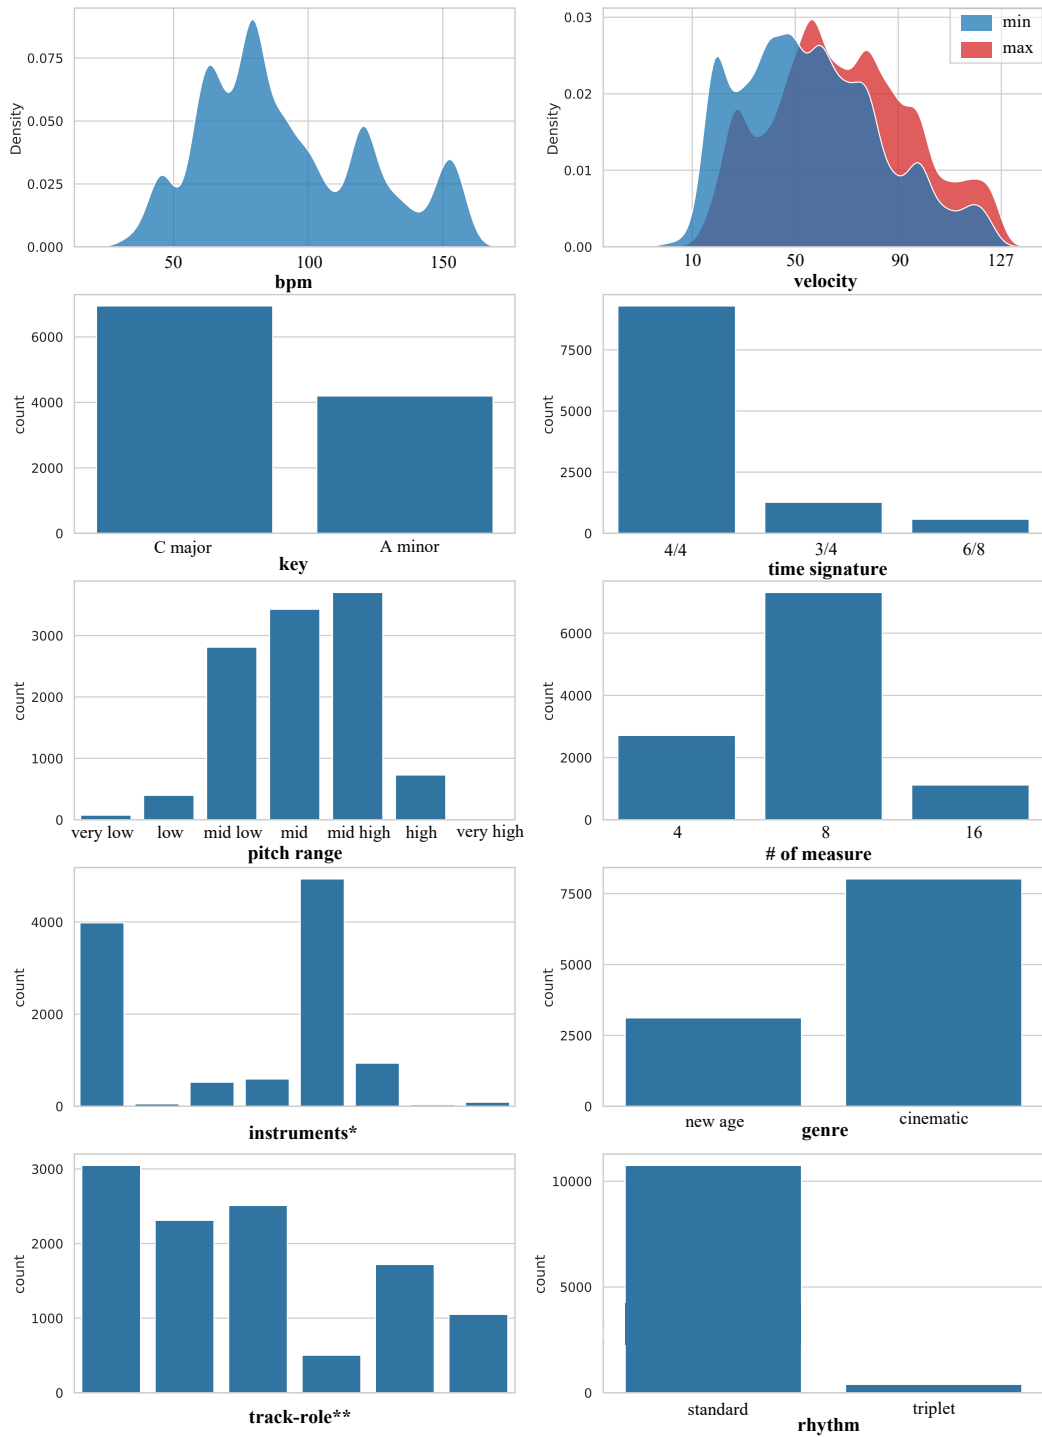 0.075
0.050
0.025
0.000
Density
50 100 150
bpm
0.03
0.02
0.01
0.00
Density
min
max
10 50 90 127
velocity
6000
4000
2000
0
count
C major A minor
key
7500
5000
2500
0
count
4/4 3/4 6/8
time signature
3000
2000
1000
0
count
very low low mid low mid mid high high very high
pitch range
6000
4000
2000
0
count
4 8 16
# of measure
4000
2000
0
count
instruments*
7500
5000
2500
0
count
new age cinematic
genre
3000
2000
1000
0
count
track-role**
10000
5000
0
count
standard triplet
rhythm